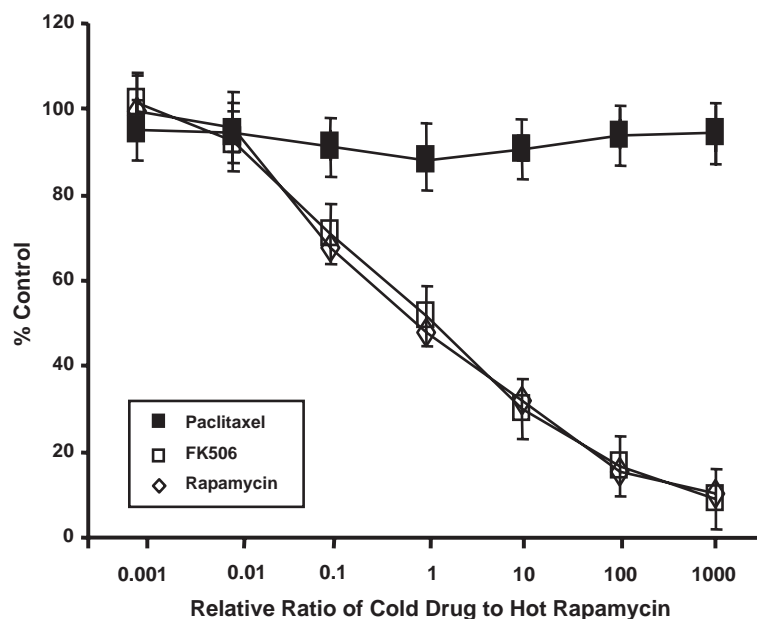 120
100
80
60
40
20
0
% Control
Paclitaxel
FK506
Rapamycin
0.001 0.01 0.1 1 10 100 1000
Relative Ratio of Cold Drug to Hot Rapamycin